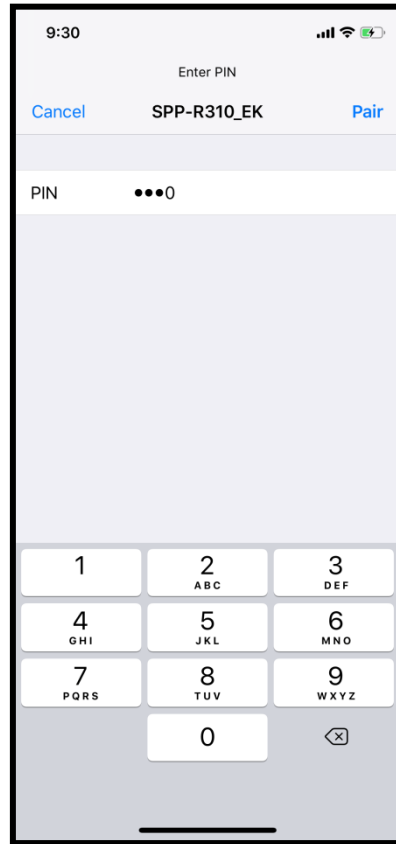 9:30
Enter PIN
Cancel SPP-R310_EK Pair
PIN •••0
1 2 3
ABC DEF
4 5 6
GHI JKL MNO
7 8 9
PQRS TUV WXYZ
0